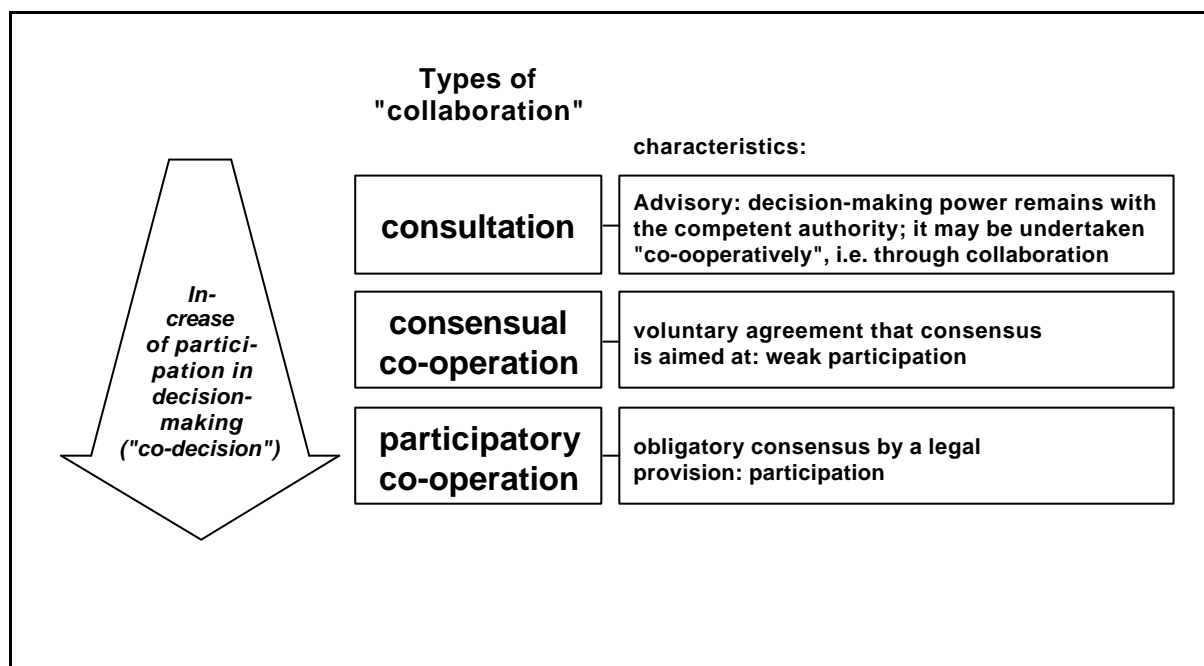 Types of
"collaboration"
characteristics:
In-
crease
of partici-
pation in
decision-
making
("co-decision")
consultation
Advisory: decision-making power remains with
the competent authority; it may be undertaken
"co-ooperatively", i.e. through collaboration
consensual
co-operation
voluntary agreement that consensus
is aimed at: weak participation
participatory
co-operation
obligatory consensus by a legal
provision: participation